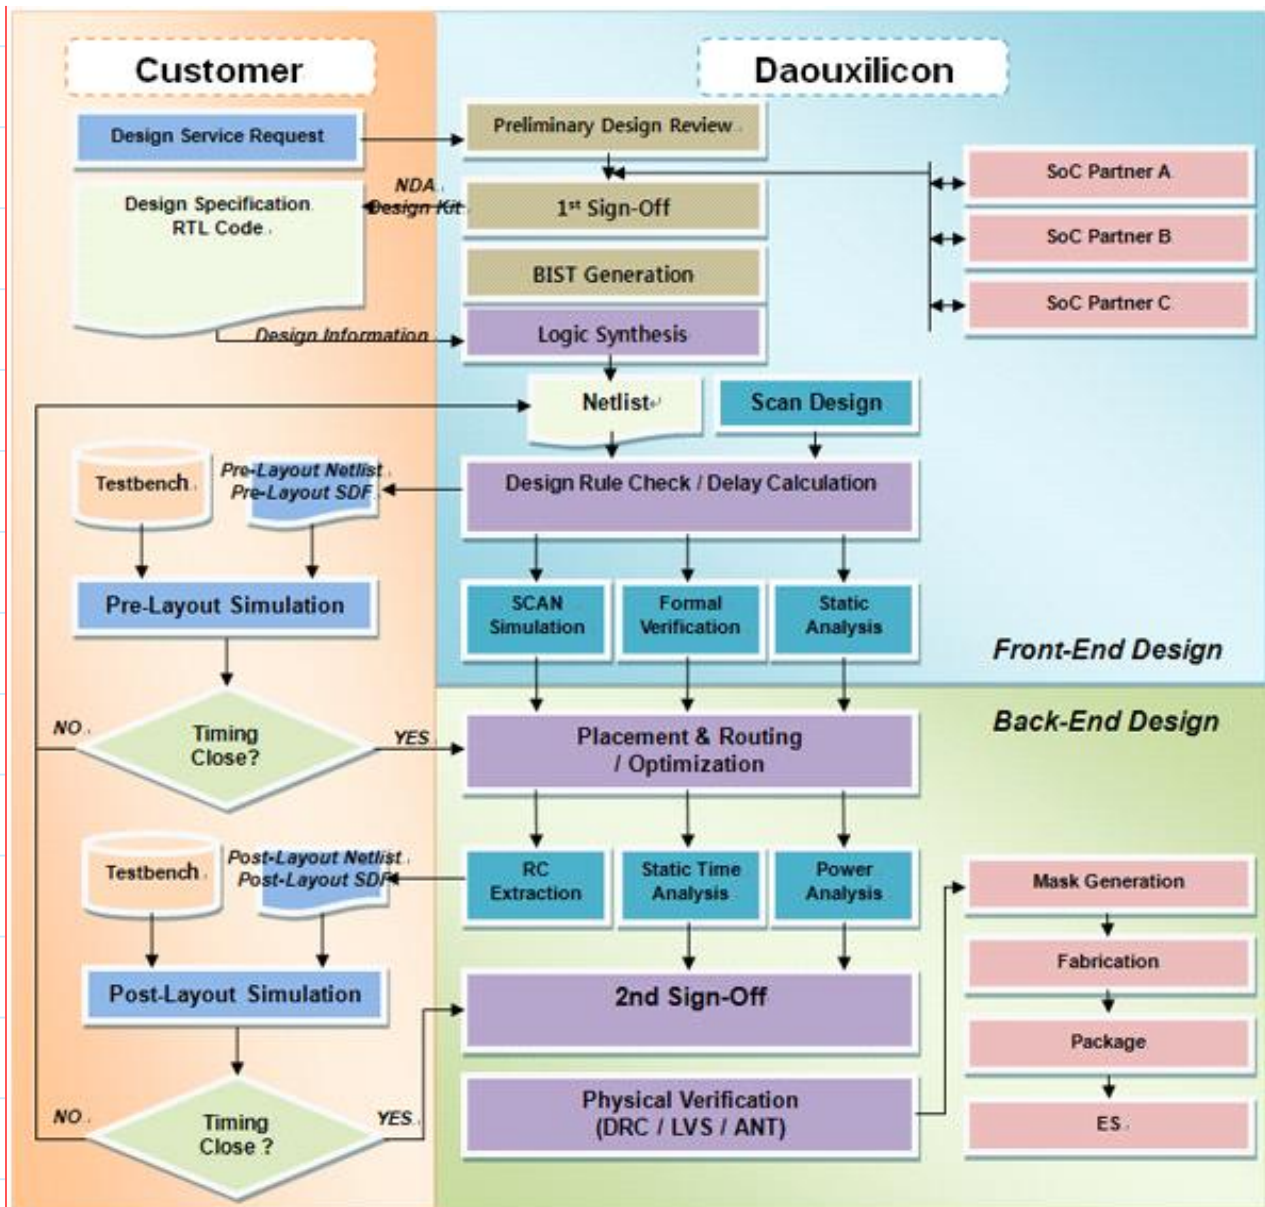 Customer
Daouxilicon
Design Service Request
Preliminary Design Review
SoC Partner A
NDA
Design Kit
Design Specification
RTL Code
1st Sign-Off
SoC Partner B
BIST Generation
SoC Partner C
Design Information
Logic Synthesis
Netlist
Scan Design
Testbench
Pre-Layout Netlist
Pre-Layout SDF
Design Rule Check / Delay Calculation
Pre-Layout Simulation
SCAN
Simulation
Formal
Verification
Static
Analysis
Front-End Design
Back-End Design
NO
Timing
Close?
YES
Placement & Routing
/ Optimization
Testbench
Post-Layout Netlist
Post-Layout SDF
RC
Extraction
Static Time
Analysis
Power
Analysis
Mask Generation
Fabrication
Post-Layout Simulation
2nd Sign-Off
Package
NO
Timing
Close ?
YES
Physical Verification
(DRC / LVS / ANT)
ES